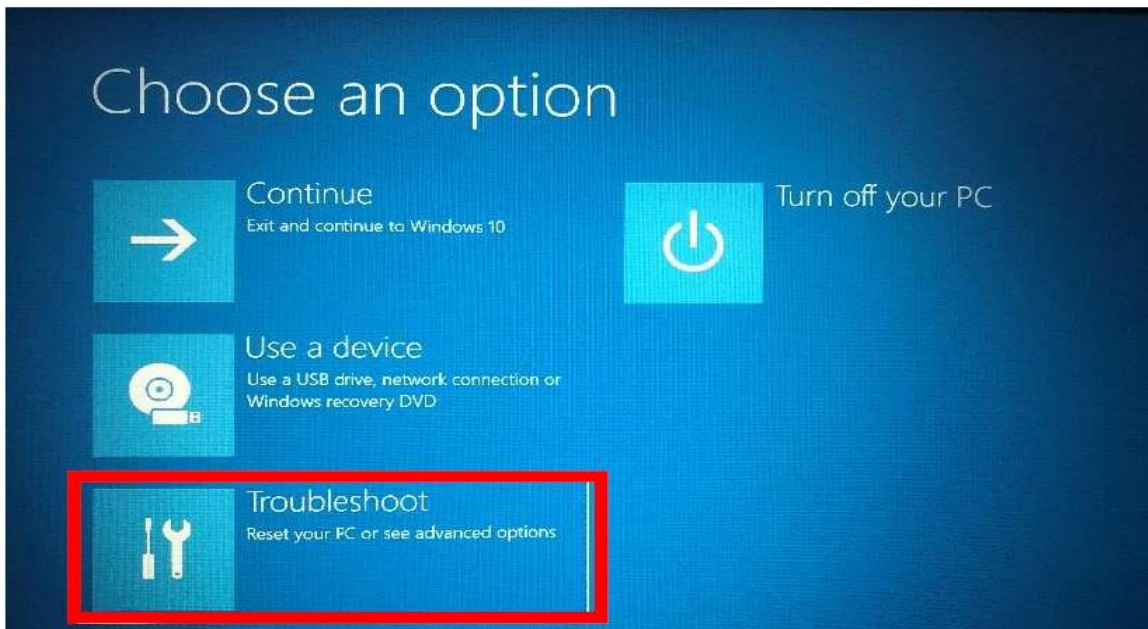 Choose an option
Continue
Exit and continue to Windows 10
Use a device
Use a USB drive, network connection or
Windows recovery DVD
Troubleshoot
Reset your PC or see advanced options
Turn off your PC